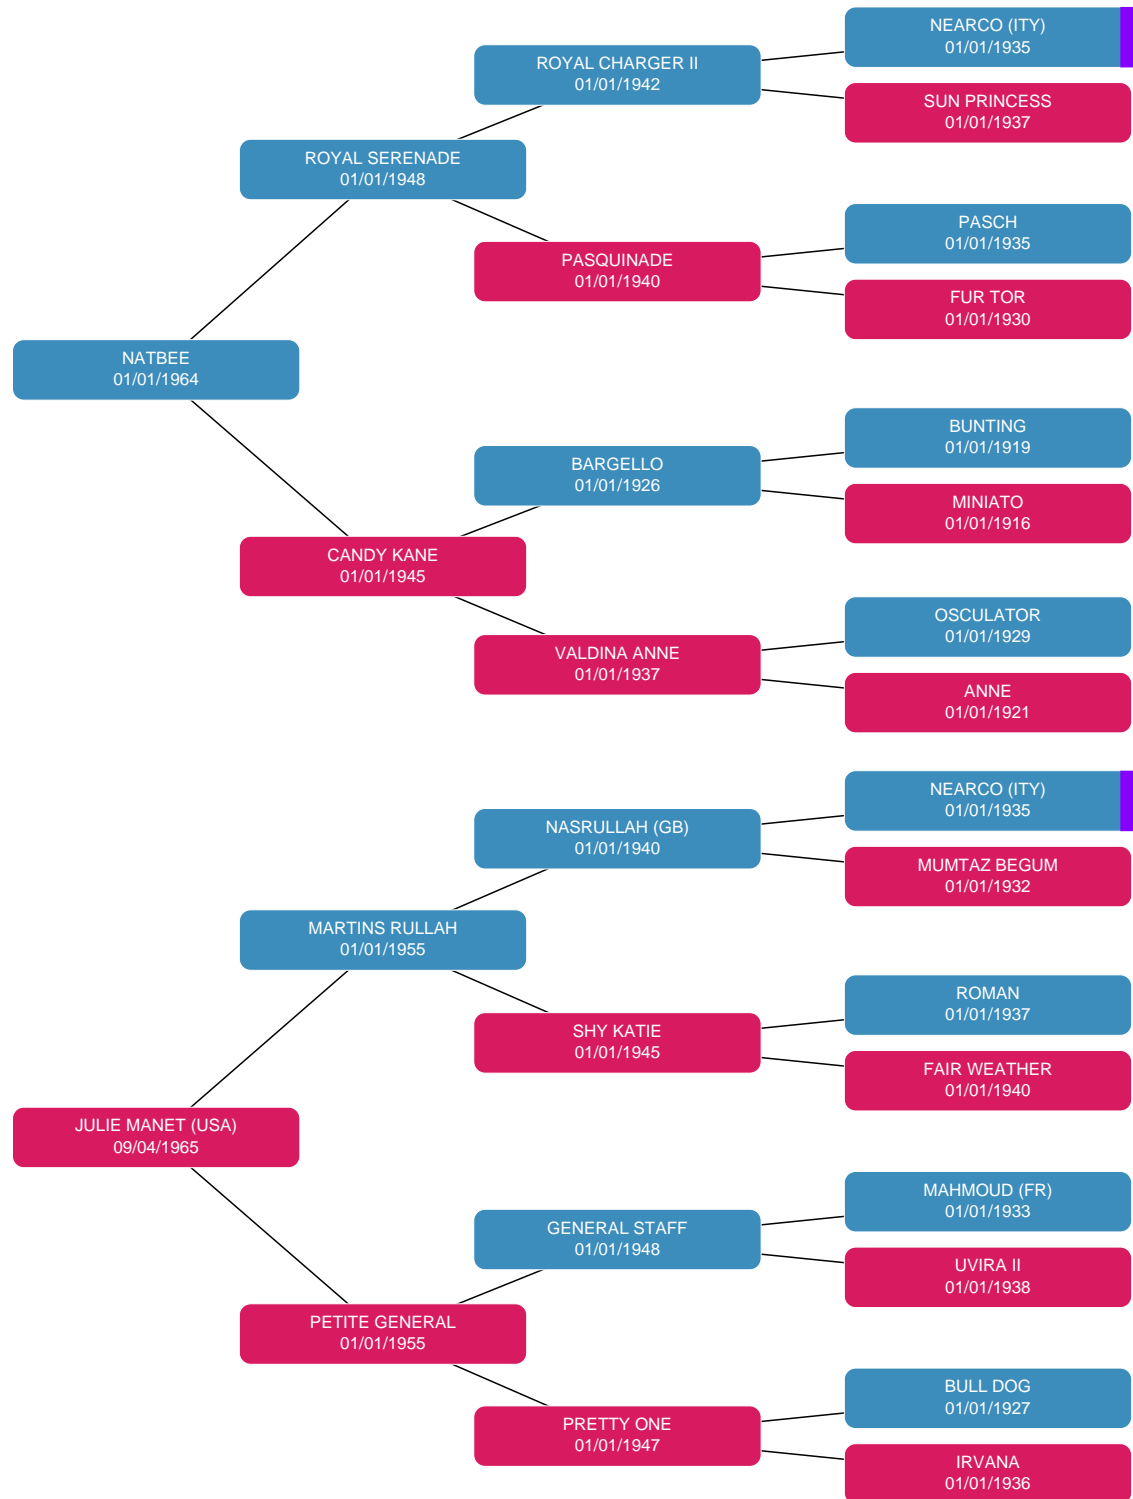 NEARCO (ITY)
01/01/1935
ROYAL CHARGER II
01/01/1942
SUN PRINCESS
01/01/1937
ROYAL SERENADE
01/01/1948
PASCH
01/01/1935
PASQUINADE
01/01/1940
FUR TOR
01/01/1930
NATBEE
01/01/1964
BUNTING
01/01/1919
BARGELLO
01/01/1926
MINIATO
01/01/1916
CANDY KANE
01/01/1945
OSCULATOR
01/01/1929
VALDINA ANNE
01/01/1937
ANNE
01/01/1921
NEARCO (ITY)
01/01/1935
NASRULLAH (GB)
01/01/1940
MUMTAZ BEGUM
01/01/1932
MARTINS RULLAH
01/01/1955
ROMAN
01/01/1937
SHY KATIE
01/01/1945
FAIR WEATHER
01/01/1940
JULIE MANET (USA)
09/04/1965
MAHMOUD (FR)
01/01/1933
GENERAL STAFF
01/01/1948
UVIRA II
01/01/1938
PETITE GENERAL
01/01/1955
BULL DOG
01/01/1927
PRETTY ONE
01/01/1947
IRVANA
01/01/1936